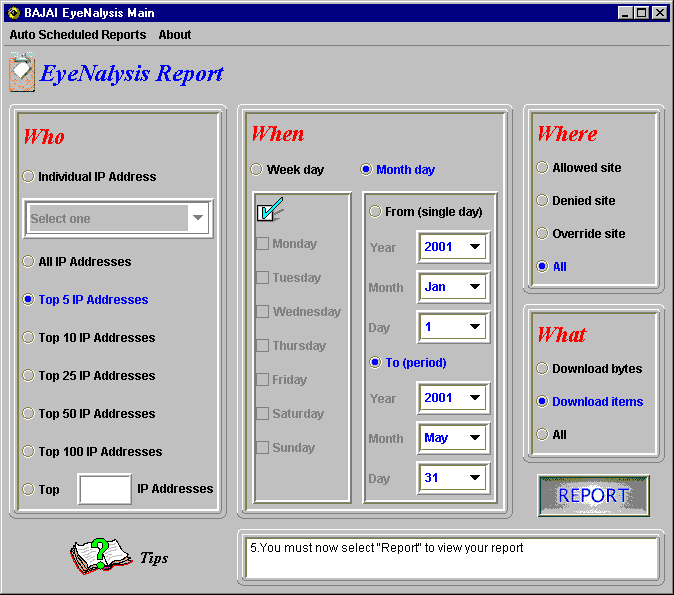 BAJAI EyeNalysis Main
Auto Scheduled Reports About
EyeNalysis Report
Who
Individual IP Address
Select one
All IP Addresses
Top 5 IP Addresses
Top 10 IP Addresses
Top 25 IP Addresses
Top 50 IP Addresses
Top 100 IP Addresses
Top IP Addresses
When
Week day Month day
Monday
Tuesday
Wednesday
Thursday
Friday
Saturday
Sunday
From (single day)
Year 2001
Month Jan
Day 1
To (period)
Year 2001
Month May
Day 31
Where
Allowed site
Denied site
Override site
All
What
Download bytes
Download items
All
REPORT
Tips
5.You must now select "Report" to view your report